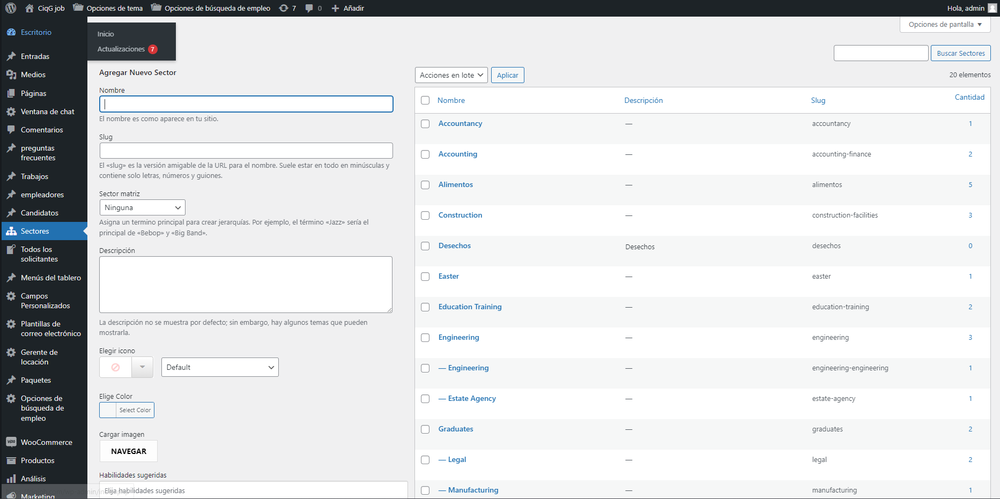 CiqG job
Opciones de tema
Opciones de búsqueda de empleo
7
0
Añadir
Hola, admin
Escritorio
Entradas
Medios
Páginas
Ventana de chat
Comentarios
preguntas
frecuentes
Trabajos
empleadores
Candidatos
Sectores
Todos los
solicitantes
Menús del tablero
Campos
Personalizados
Plantillas de
correo electrónico
Gerente de
locación
Paquetes
Opciones de
búsqueda de
empleo
WooCommerce
Productos
Análisis
Marketing
Inicio
Actualizaciones 7
Opciones de pantalla
Buscar Sectores
Agregar Nuevo Sector
Nombre
El nombre es como aparece en tu sitio.
Slug
El «slug» es la versión amigable de la URL para el nombre. Suele estar en todo en minúsculas y
contiene solo letras, números y guiones.
Sector matriz
Ninguna
Asigna un termino principal para crear jerarquías. Por ejemplo, el término «Jazz» sería el
principal de «Bebop» y «Big Band».
Descripción
La descripción no se muestra por defecto; sin embargo, hay algunos temas que pueden
mostrarla.
Elegir icono
Default
Elige Color
Select Color
Cargar imagen
NAVEGAR
Habilidades sugeridas
Elija habilidades sugeridas
Acciones en lote
Aplicar
20 elementos
Nombre Descripción Slug Cantidad
Accountancy — accountancy 1
Accounting — accounting-finance 2
Alimentos — alimentos 5
Construction — construction-facilities 3
Desechos Desechos desechos 0
Easter — easter 1
Education Training — education-training 2
Engineering — engineering 3
— Engineering — engineering-engineering 1
— Estate Agency — estate-agency 1
Graduates — graduates 2
— Legal — legal 2
— Manufacturing — manufacturing 1